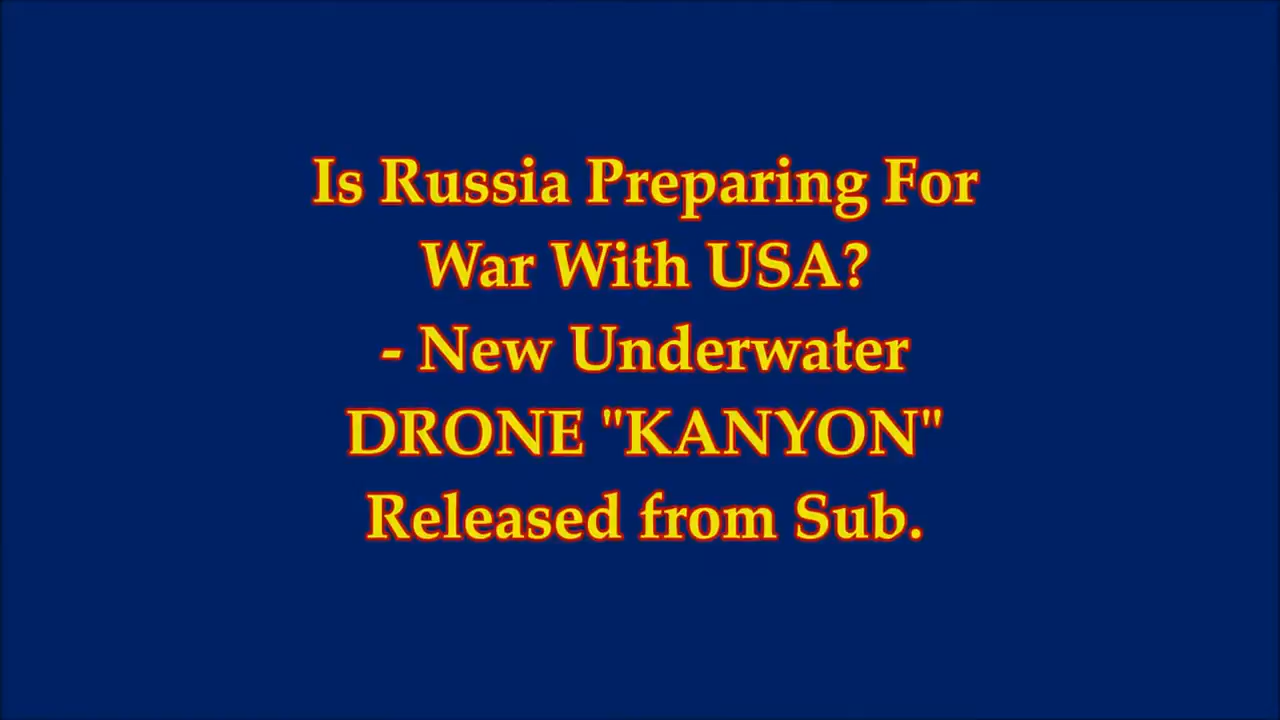 Is Russia Preparing For
War With USA?
- New Underwater
DRONE "KANYON"
Released from Sub.